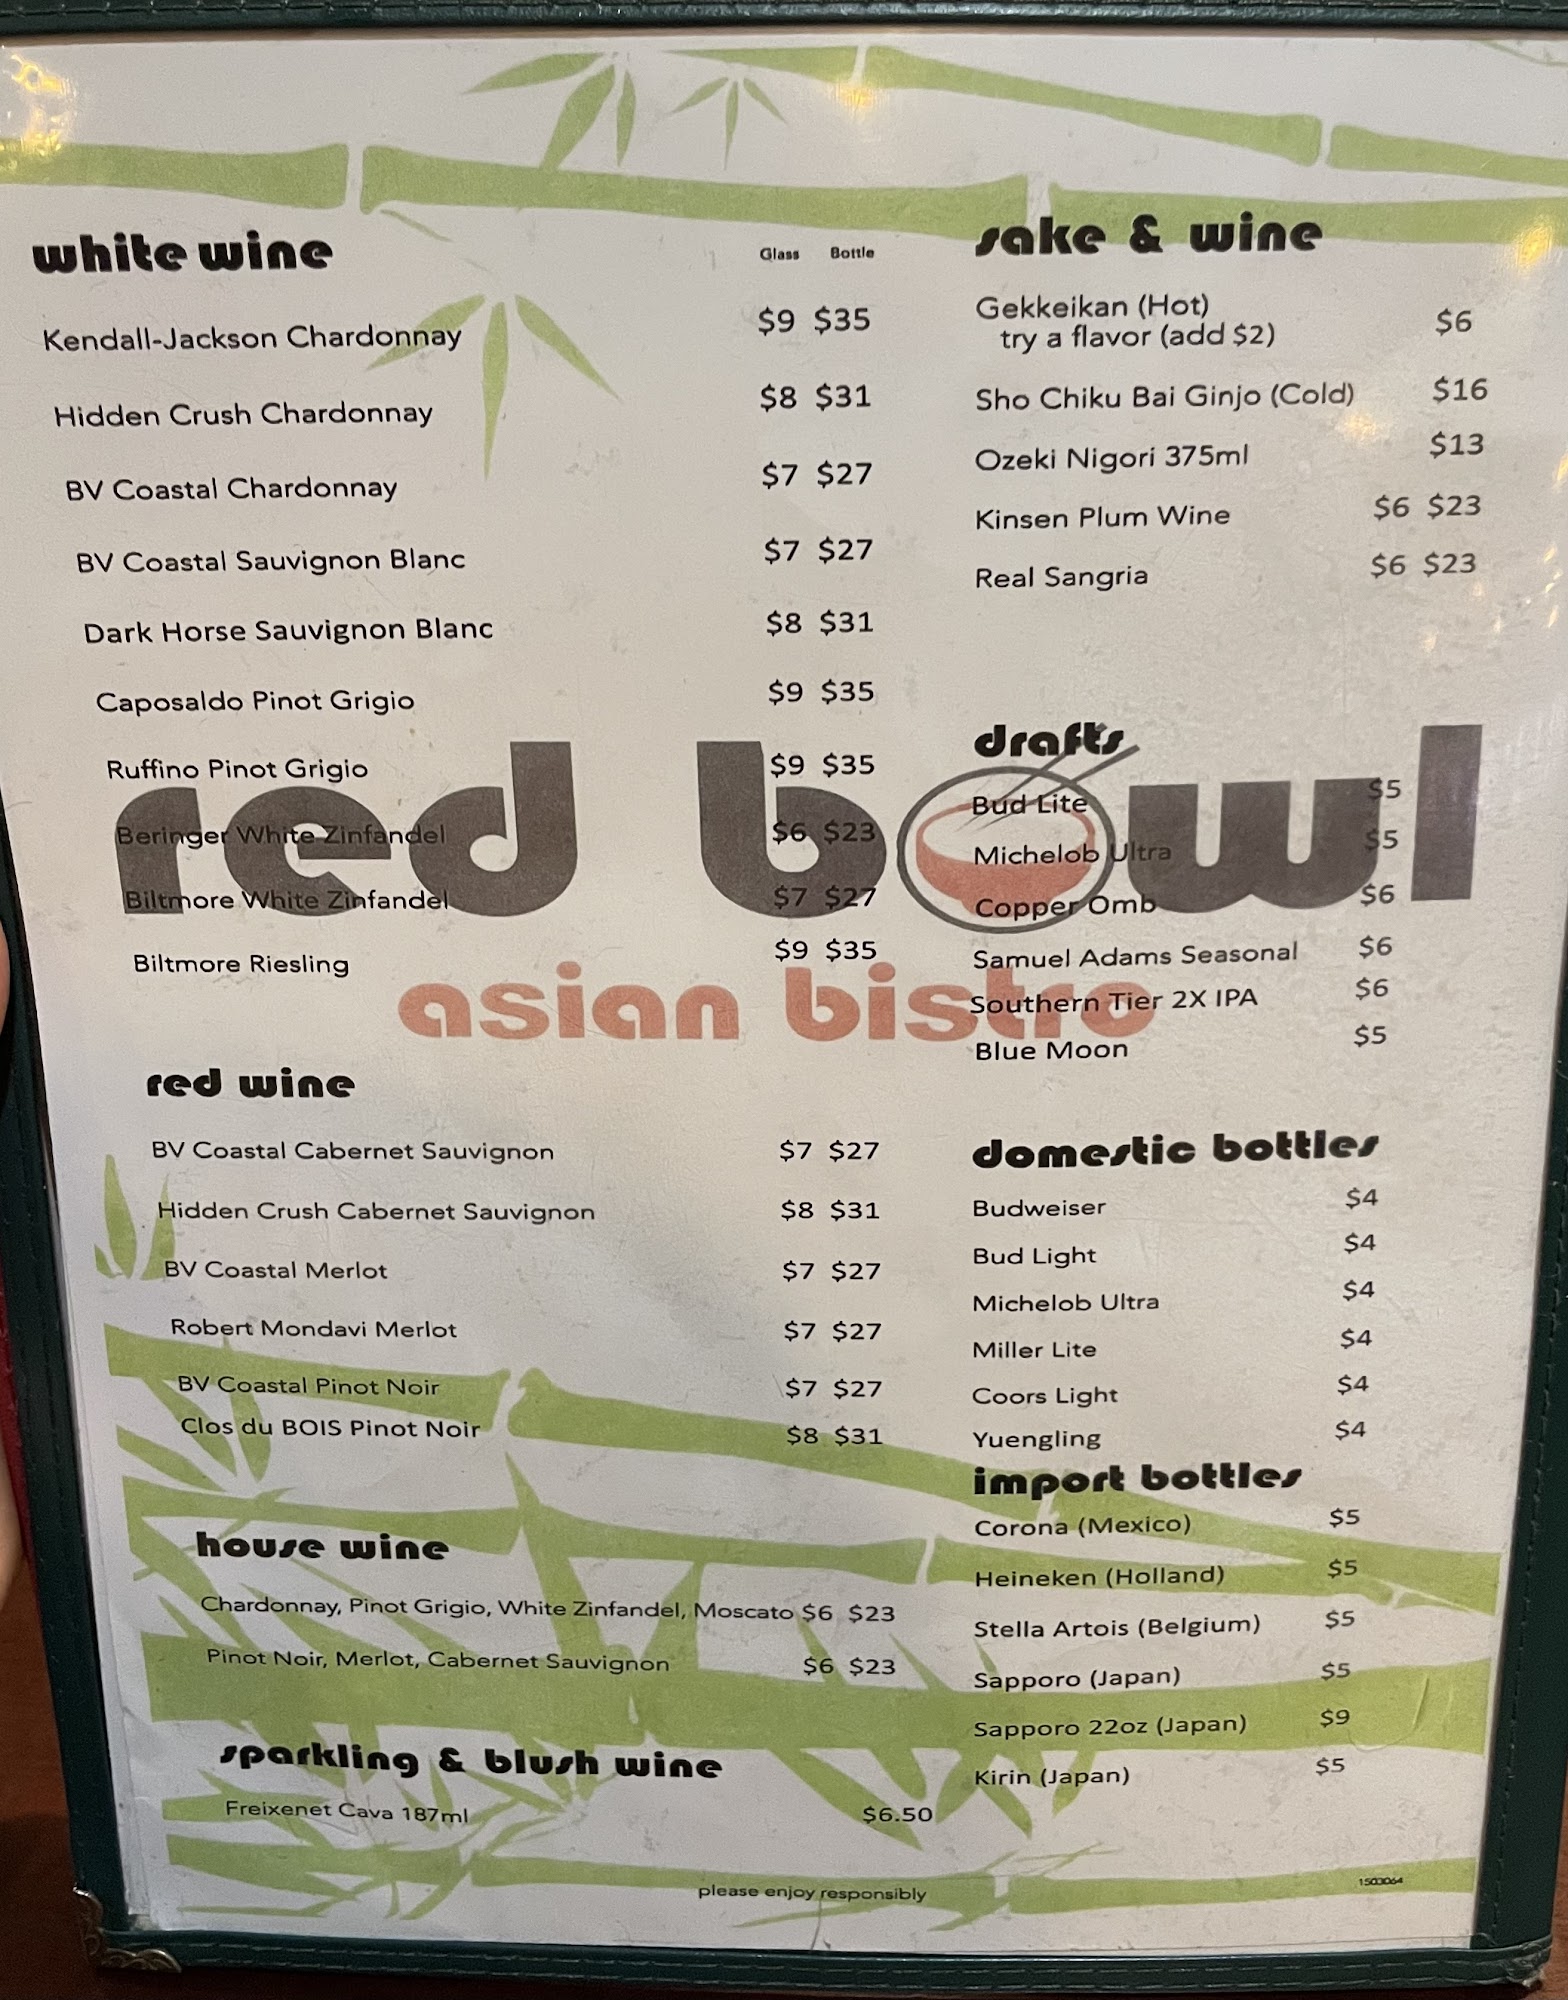 white wine
Glass Bottle
Kendall-Jackson Chardonnay $9 $35
Hidden Crush Chardonnay $8 $31
BV Coastal Chardonnay $7 $27
BV Coastal Sauvignon Blanc $7 $27
Dark Horse Sauvignon Blanc $8 $31
Caposaldo Pinot Grigio $9 $35
Ruffino Pinot Grigio $9 $35
Beringer White Zinfandel $6 $23
Biltmore White Zinfandel $7 $27
Biltmore Riesling $9 $35
red bowl
asian bistro
red wine
BV Coastal Cabernet Sauvignon $7 $27
Hidden Crush Cabernet Sauvignon $8 $31
BV Coastal Merlot $7 $27
Robert Mondavi Merlot $7 $27
BV Coastal Pinot Noir $7 $27
Clos du BOIS Pinot Noir $8 $31
house wine
Chardonnay, Pinot Grigio, White Zinfandel, Moscato $6 $23
Pinot Noir, Merlot, Cabernet Sauvignon $6 $23
sparkling & blush wine
Freixenet Cava 187ml $6.50
sake & wine
Gekkeikan (Hot) $6
try a flavor (add $2)
Sho Chiku Bai Ginjo (Cold) $16
Ozeki Nigori 375ml $13
Kinsen Plum Wine $6 $23
Real Sangria $6 $23
drafts
Bud Lite $5
Michelob Ultra $5
Copper Omb $6
Samuel Adams Seasonal $6
Southern Tier 2X IPA $6
Blue Moon $5
domestic bottles
Budweiser $4
Bud Light $4
Michelob Ultra $4
Miller Lite $4
Coors Light $4
Yuengling $4
import bottles
Corona (Mexico) $5
Heineken (Holland) $5
Stella Artois (Belgium) $5
Sapporo (Japan) $5
Sapporo 22oz (Japan) $9
Kirin (Japan) $5
please enjoy responsibly
1503064